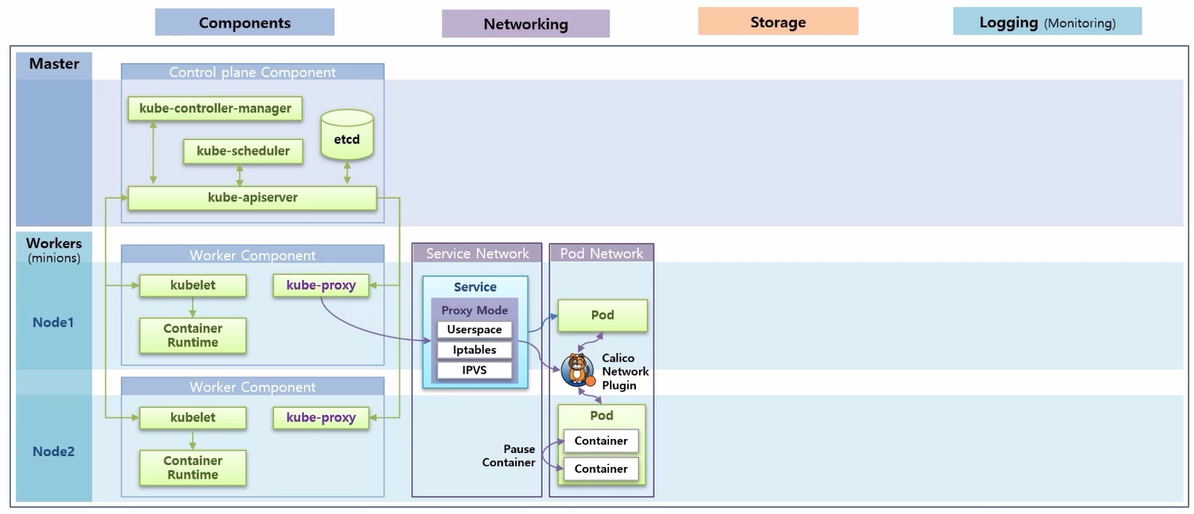 Components
Networking
Storage
Logging (Monitoring)
Master
Control plane Component
kube-controller-manager
kube-scheduler
etcd
kube-apiserver
Workers
(minions)
Worker Component
kubelet
kube-proxy
Container
Runtime
Node1
Service Network
Service
Proxy Mode
Userspace
Iptables
IPVS
Pod Network
Pod
Calico
Network
Plugin
Worker Component
kubelet
kube-proxy
Container
Runtime
Node2
Pause
Container
Pod
Container
Container